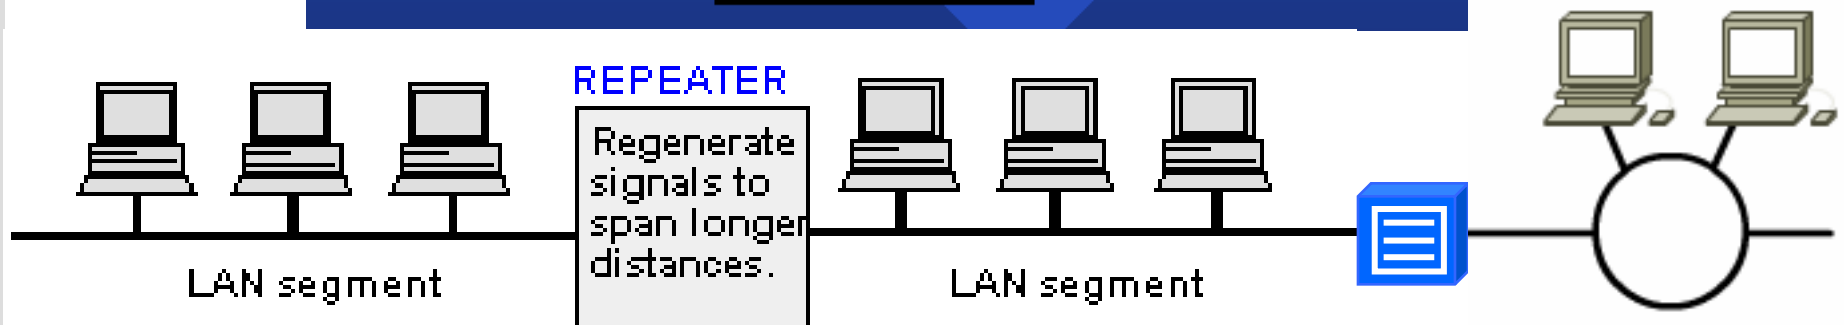 REPEATER
Regenerate
signals to
span longer
distances.
LAN segment
LAN segment